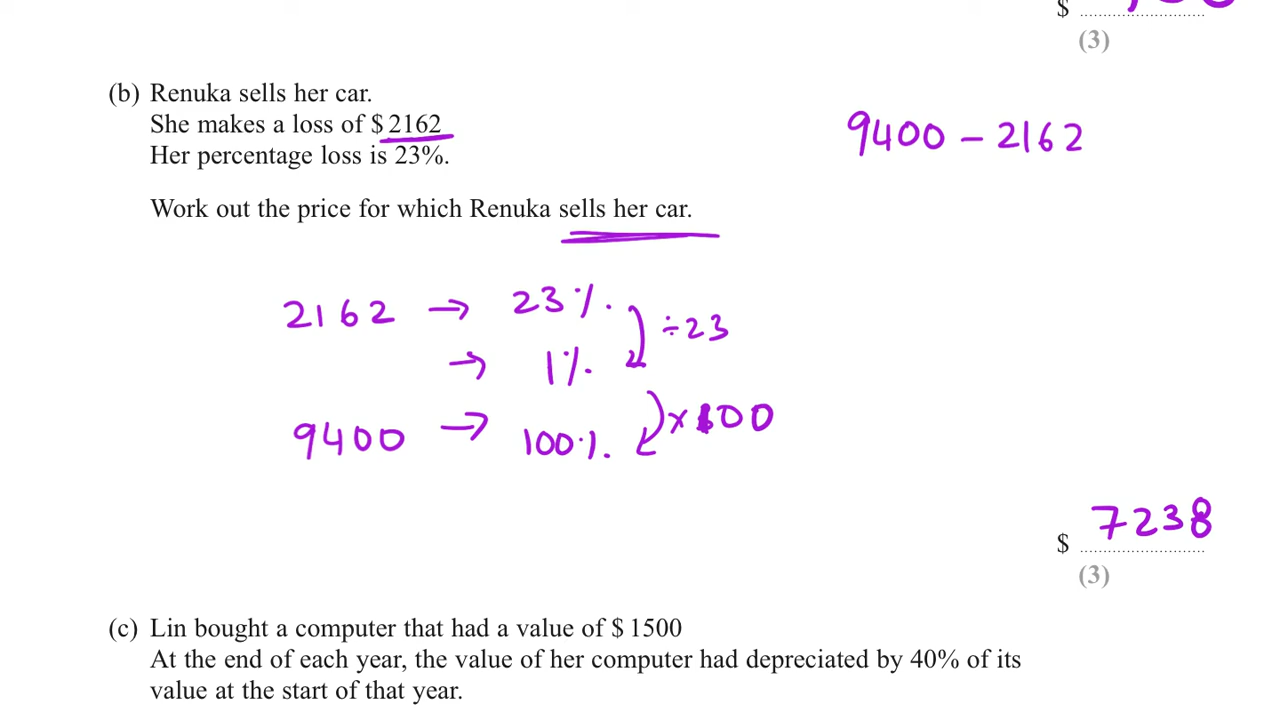 $
(3)
(b) Renuka sells her car.
She makes a loss of $ 2162
Her percentage loss is 23%.
9400 – 2162
Work out the price for which Renuka sells her car.
2162 → 23%.
÷23
→ 1%.
×100
9400 → 100%.
7238
$
(3)
(c) Lin bought a computer that had a value of $ 1500
At the end of each year, the value of her computer had depreciated by 40% of its
value at the start of that year.